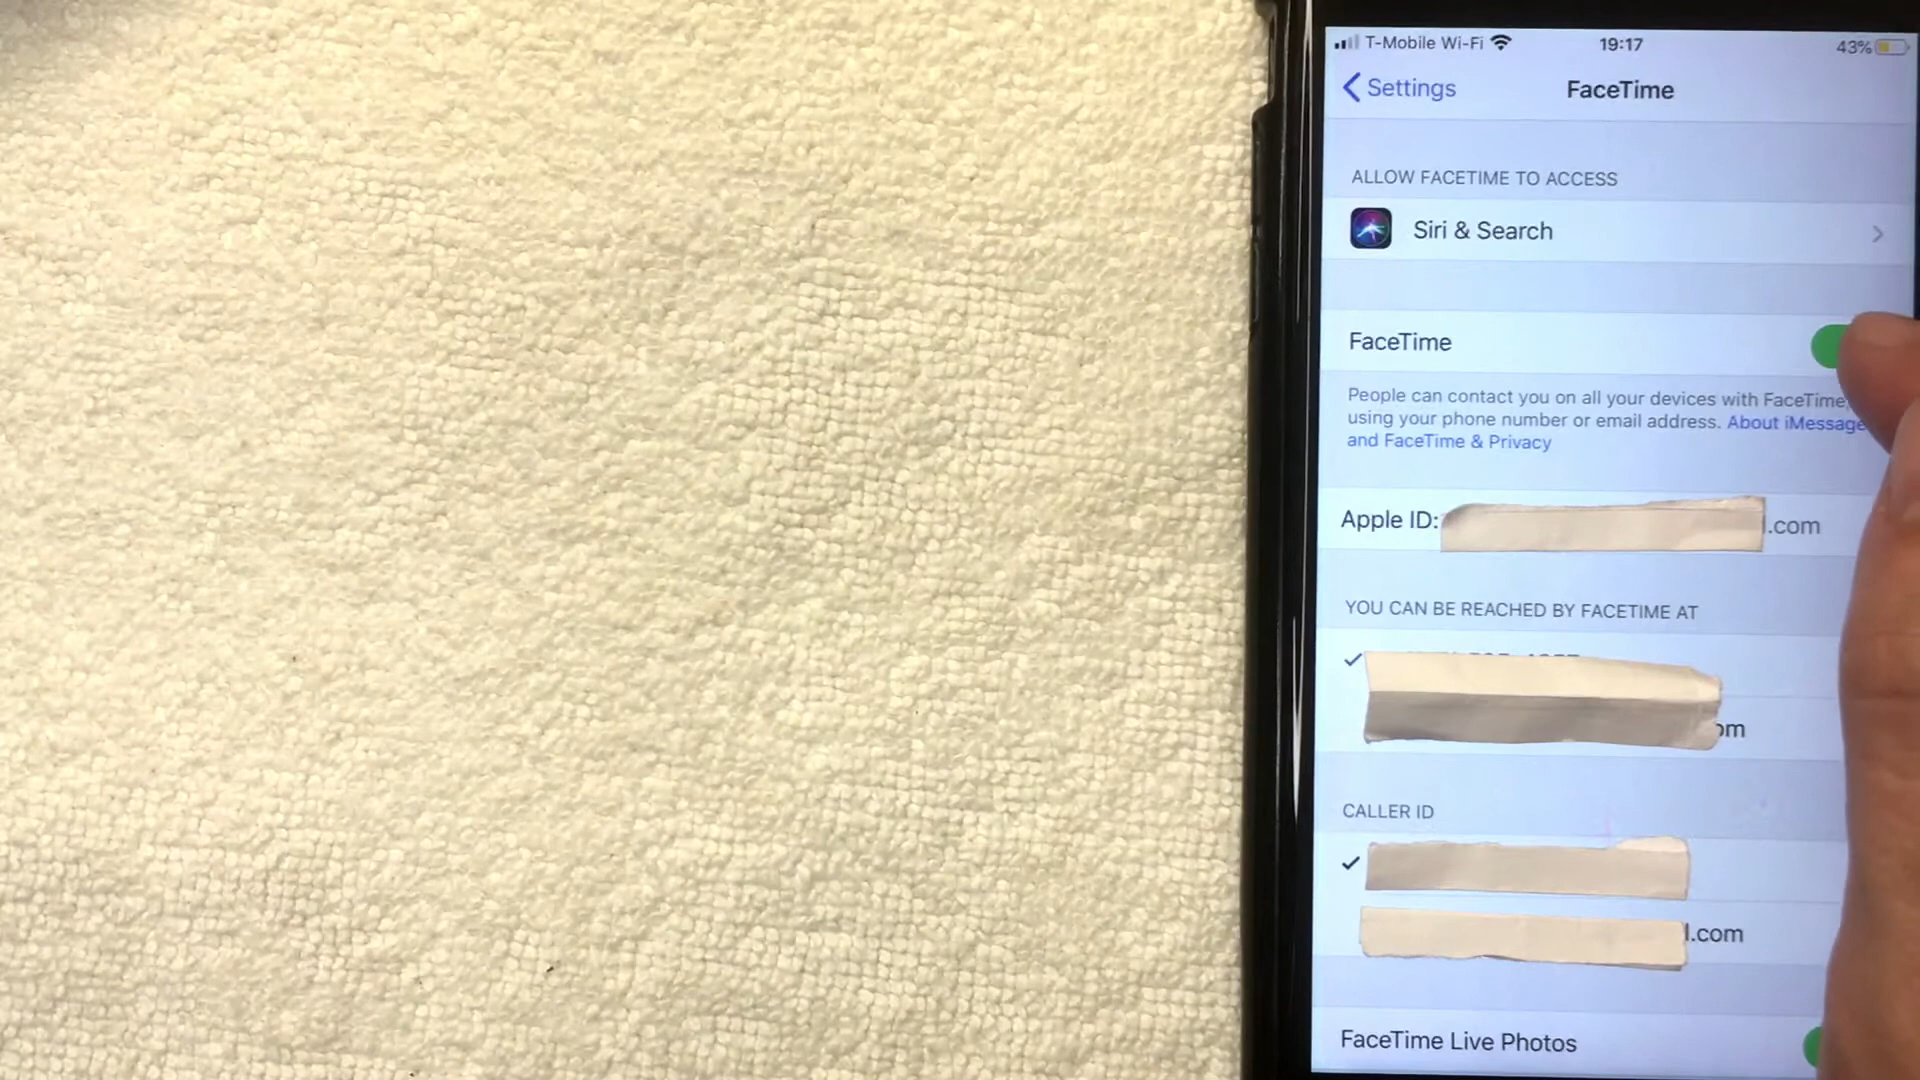 T-Mobile Wi-Fi 19:17 43%
Settings FaceTime
ALLOW FACETIME TO ACCESS
Siri & Search
FaceTime
People can contact you on all your devices with FaceTime,
using your phone number or email address. About iMessage
and FaceTime & Privacy
Apple ID: .com
YOU CAN BE REACHED BY FACETIME AT
om
CALLER ID
l.com
FaceTime Live Photos